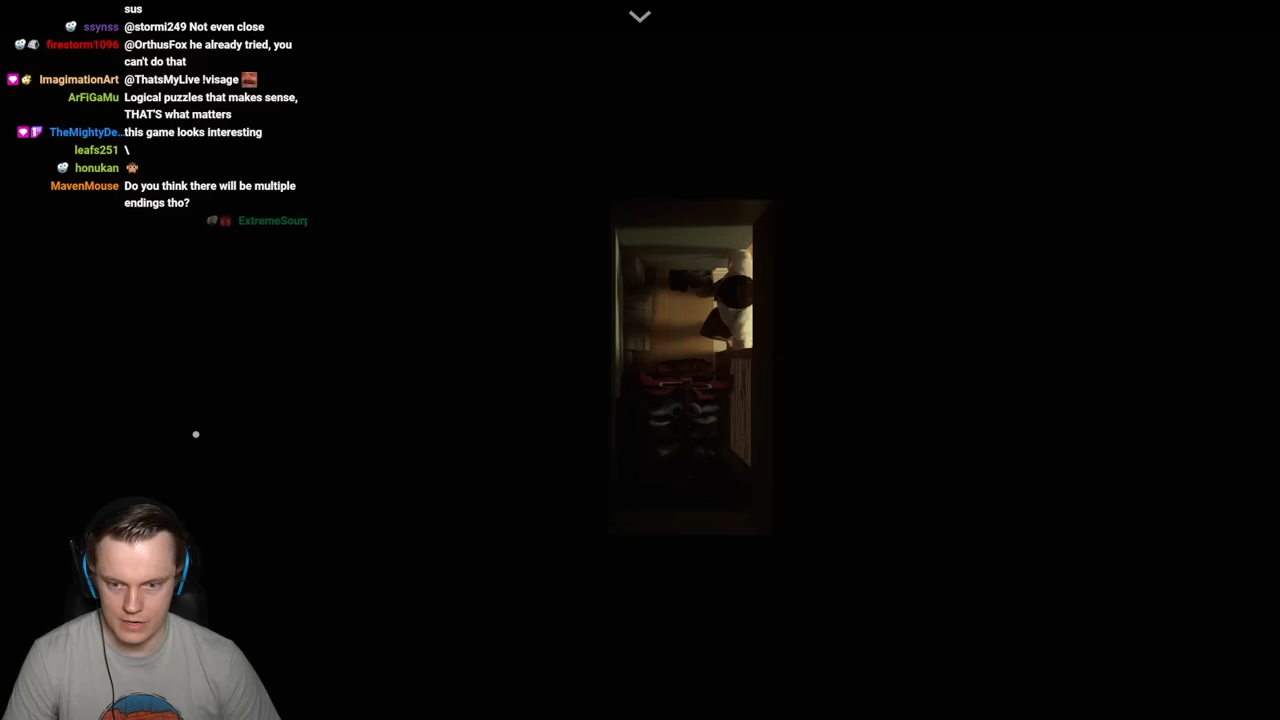 sus
ssynss @stormi249 Not even close
firestorm1096 @OrthusFox he already tried, you
can't do that
ImagimationArt @ThatsMyLive !visage
ArFiGaMu Logical puzzles that makes sense,
THAT'S what matters
TheMightyDe... this game looks interesting
leafs251 \
honukan
MavenMouse Do you think there will be multiple
endings tho?
ExtremeSour